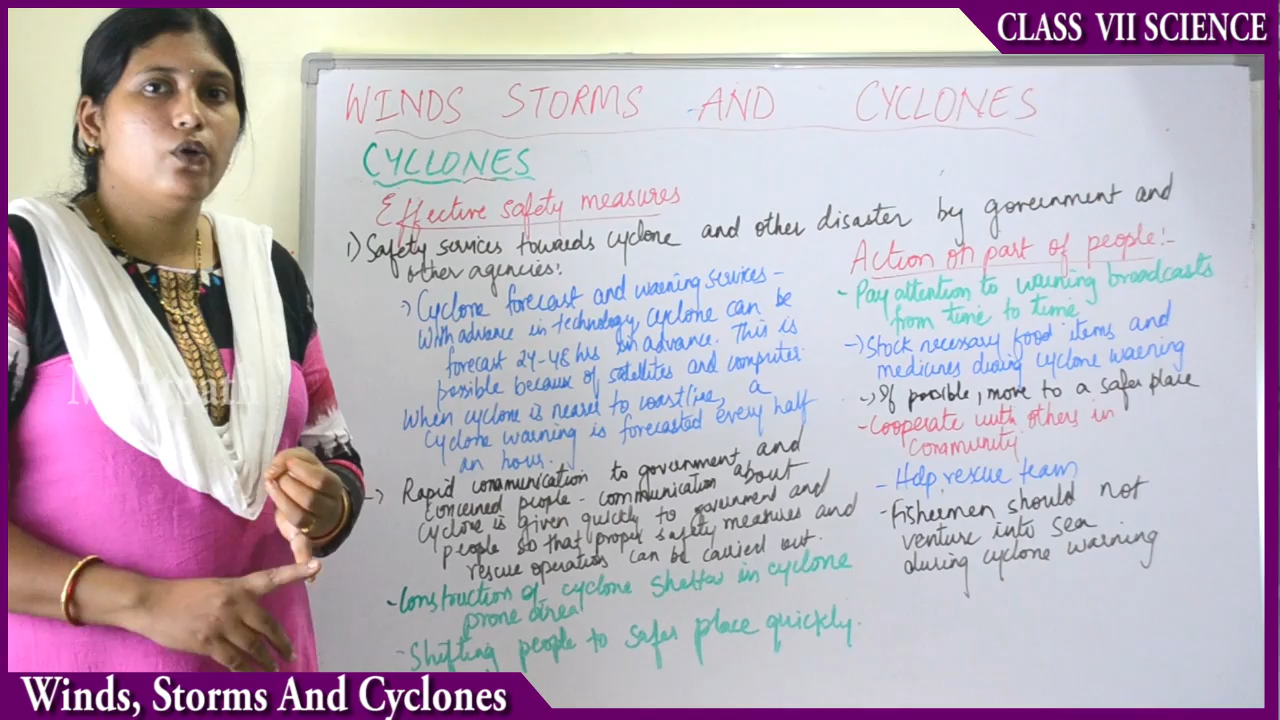 CLASS VII SCIENCE
WINDS STORMS AND CYCLONES
CYCLONES
Effective safety measures
1) Safety services towards cyclone and other disaster by government and
other agencies:
Cyclone forecast and warning services -
With advance in technology, cyclone can be
forecast 24-48 hrs in advance. This is
possible because of satellites and computer.
When cyclone is nearer to coastline, a
cyclone warning is forecasted every half
an hour.
-) Rapid communication to government and
concerned people - communication about
cyclone is given quickly to government and
people so that proper safety measures and
rescue operation can be carried out.
- Construction of cyclone shelter in cyclone
prone area
- Shifting people to safer place quickly.
Action on part of people:-
- Pay attention to warning broadcasts
from time to time
-) Stock necessary food items and
medicines during cyclone warning
-) If possible, move to a safer place
- Cooperate with others in
Community
- Help rescue team
- Fishermen should not
venture into sea
during cyclone warning
Winds, Storms And Cyclones